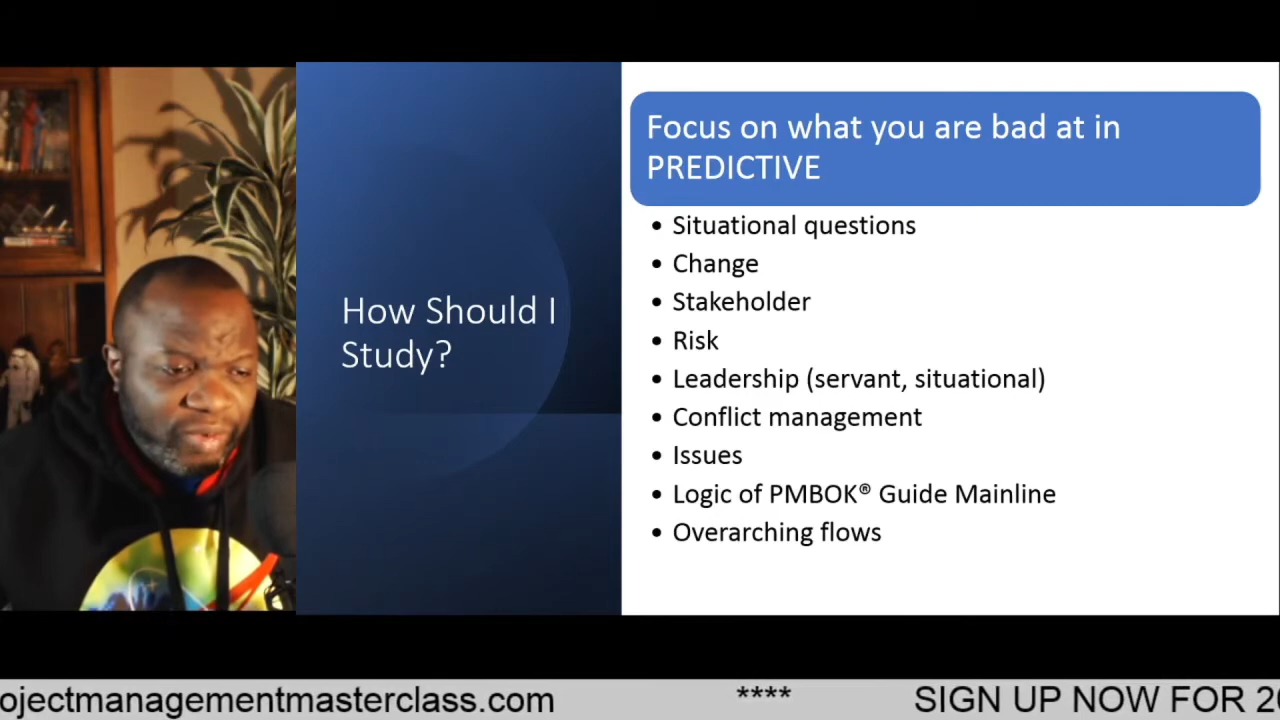 How Should I
Study?
Focus on what you are bad at in
PREDICTIVE
• Situational questions
• Change
• Stakeholder
• Risk
• Leadership (servant, situational)
• Conflict management
• Issues
• Logic of PMBOK® Guide Mainline
• Overarching flows
ojectmanagementmasterclass.com **** SIGN UP NOW FOR